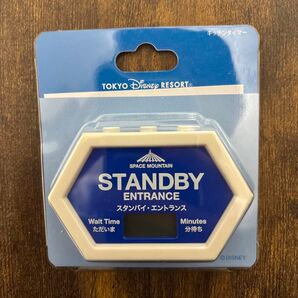 キッチンタイマー
TOKYO Disney RESORT®
SPACE MOUNTAIN
STANDBY
ENTRANCE
スタンバイ・エントランス
Wait Time Minutes
ただいま 分待ち
©DISNEY